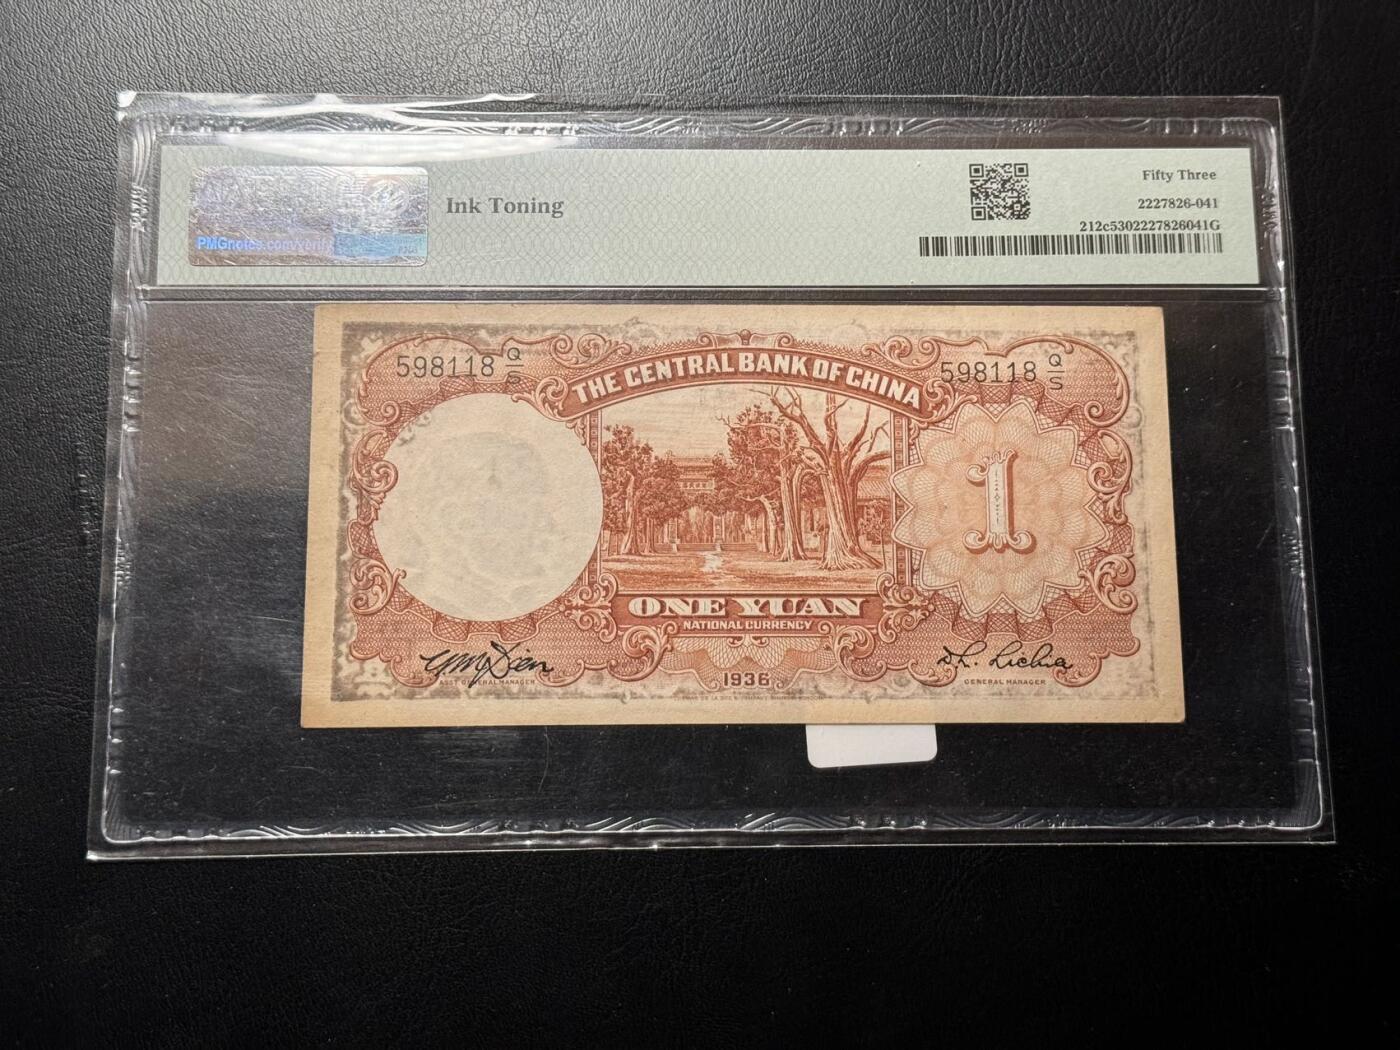 Fifty Three
PMGnotes.com/verify
Ink Toning
2227826-041
212c5302227826041G
598118 Q/S
THE CENTRAL BANK OF CHINA
598118 Q/S
1
ONE YUAN
NATIONAL CURRENCY
ASST GENERAL MANAGER
1936
GENERAL MANAGER